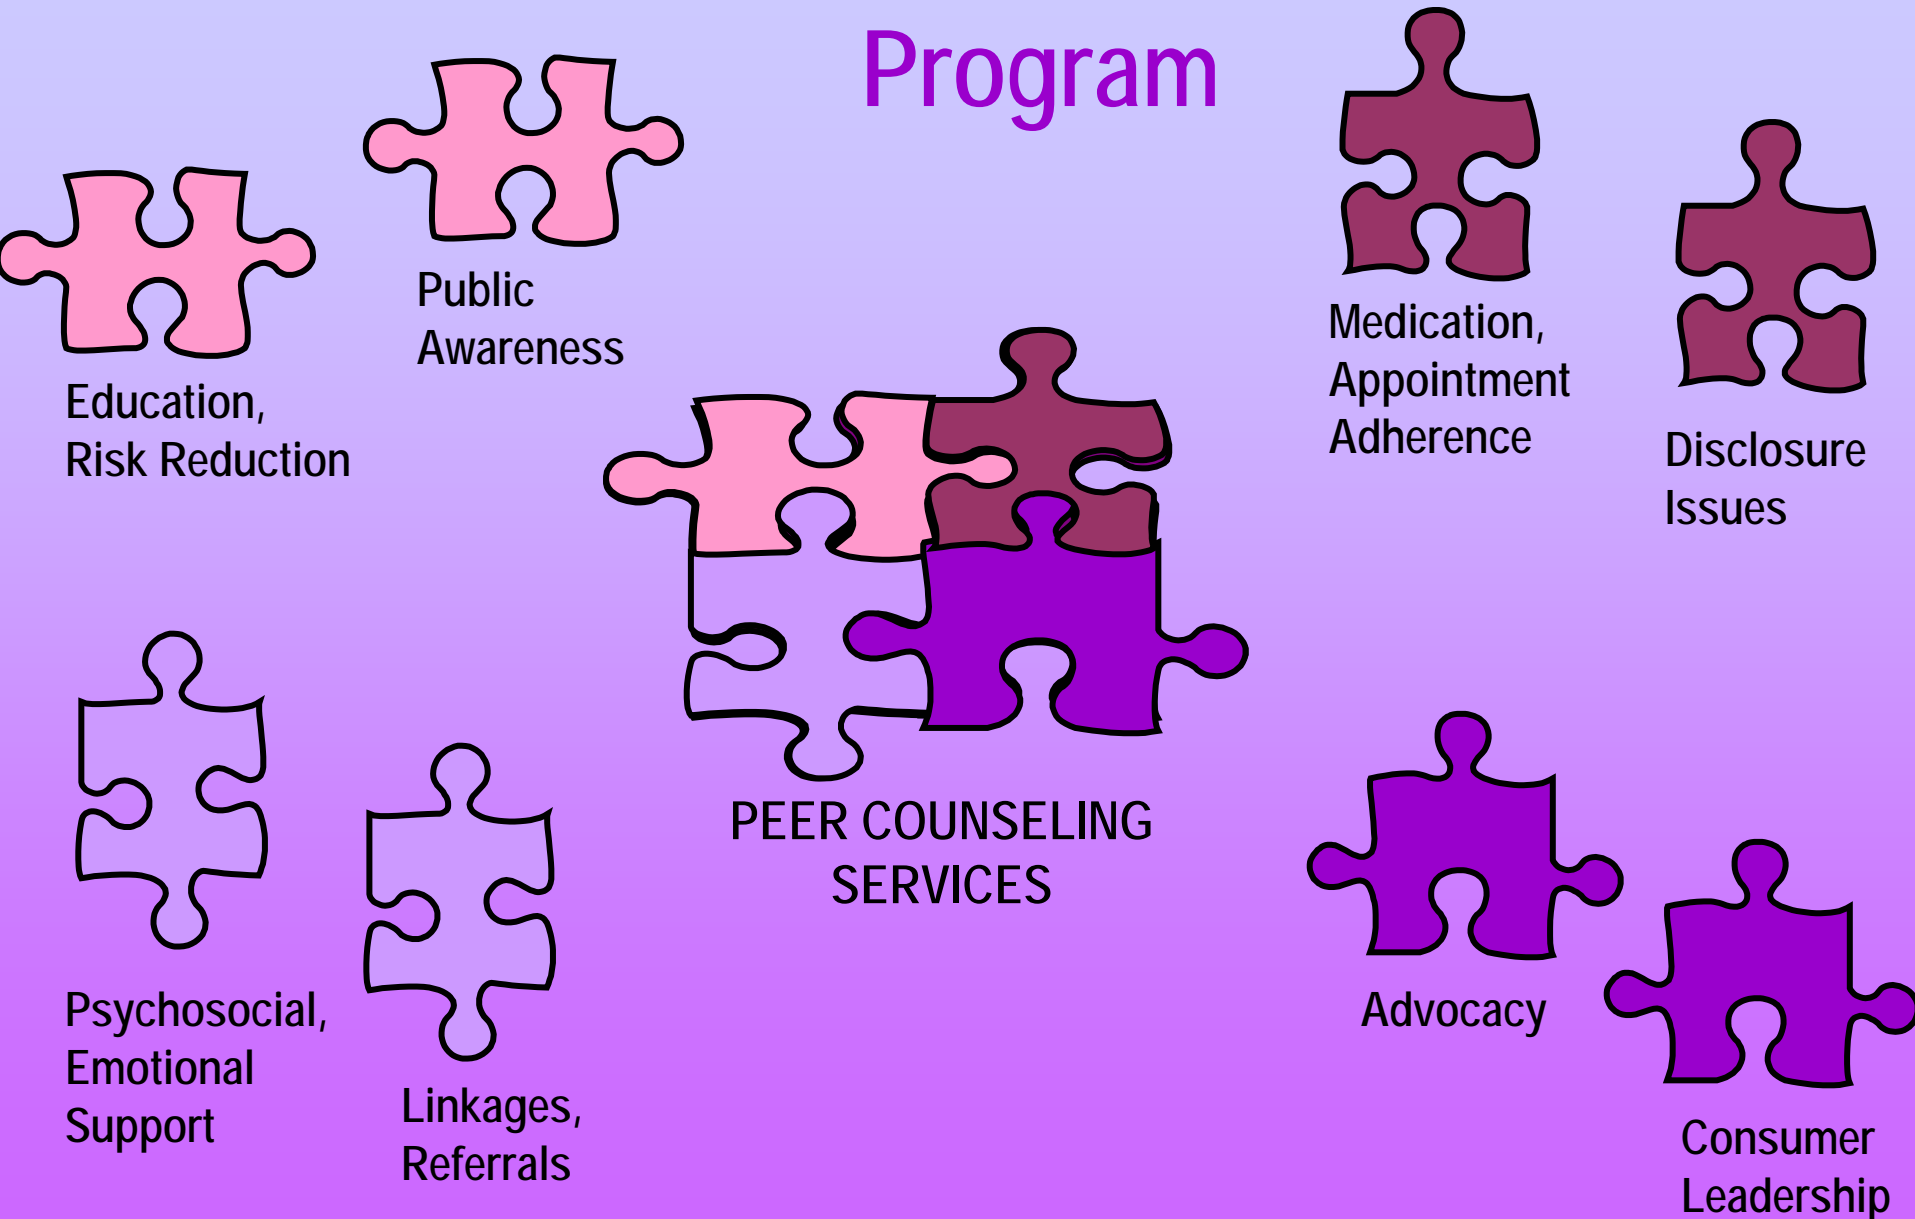 Program
Public
Awareness
Education,
Risk Reduction
Medication,
Appointment
Adherence
Disclosure
Issues
PEER COUNSELING
SERVICES
Psychosocial,
Emotional
Support
Linkages,
Referrals
Advocacy
Consumer
Leadership